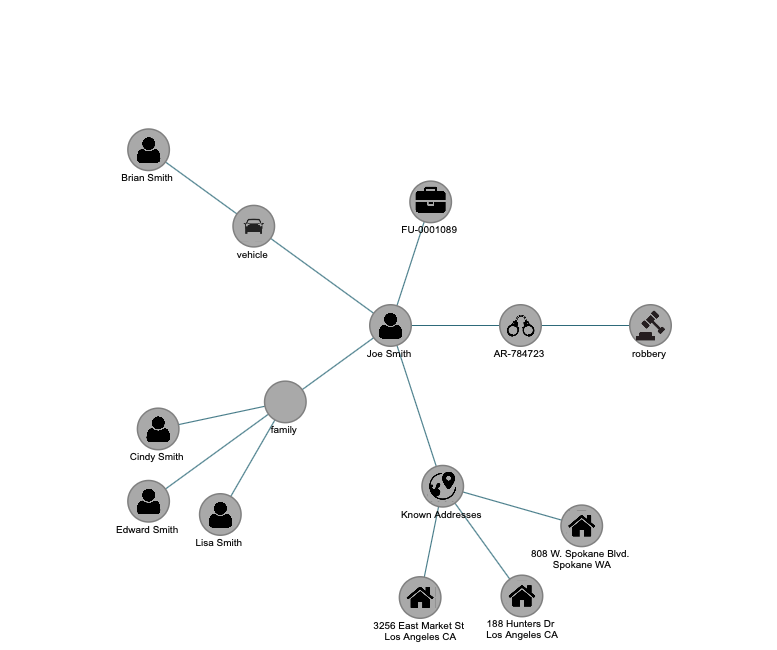 Brian Smith
FU-0001089
vehicle
Joe Smith
AR-784723
robbery
family
Cindy Smith
Edward Smith
Lisa Smith
Known Addresses
808 W. Spokane Blvd.
Spokane WA
3256 East Market St
Los Angeles CA
188 Hunters Dr
Los Angeles CA